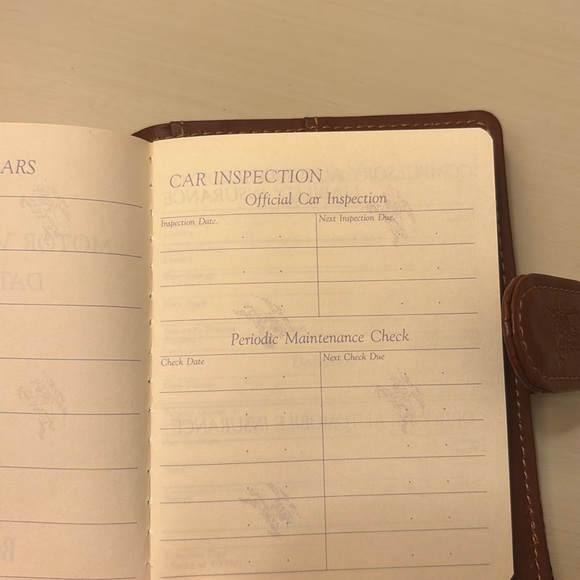 ARS
CAR INSPECTION
Official Car Inspection
Inspection Date.
Next Inspection Due.
Periodic Maintenance Check
Check Date
Next Check Due